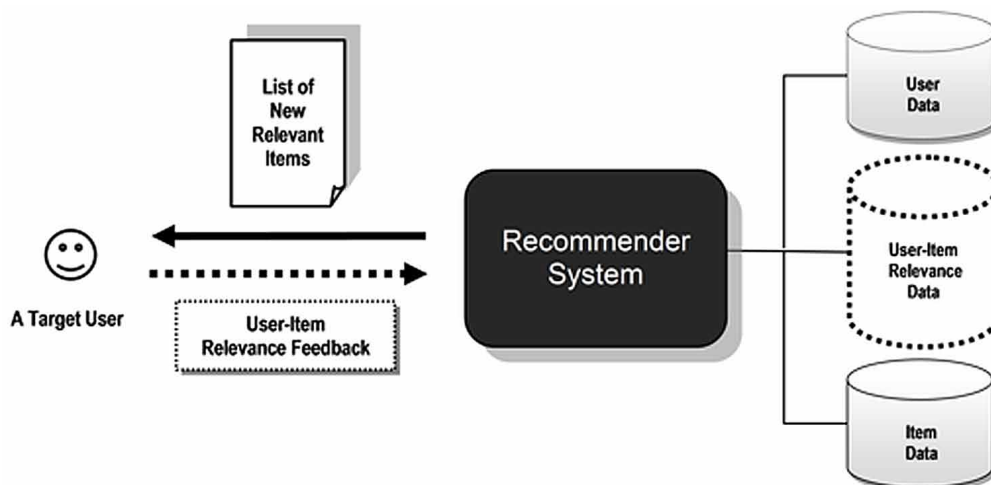 List of
New
Relevant
Items
A Target User
User-Item
Relevance Feedback
Recommender
System
User
Data
User-Item
Relevance
Data
Item
Data